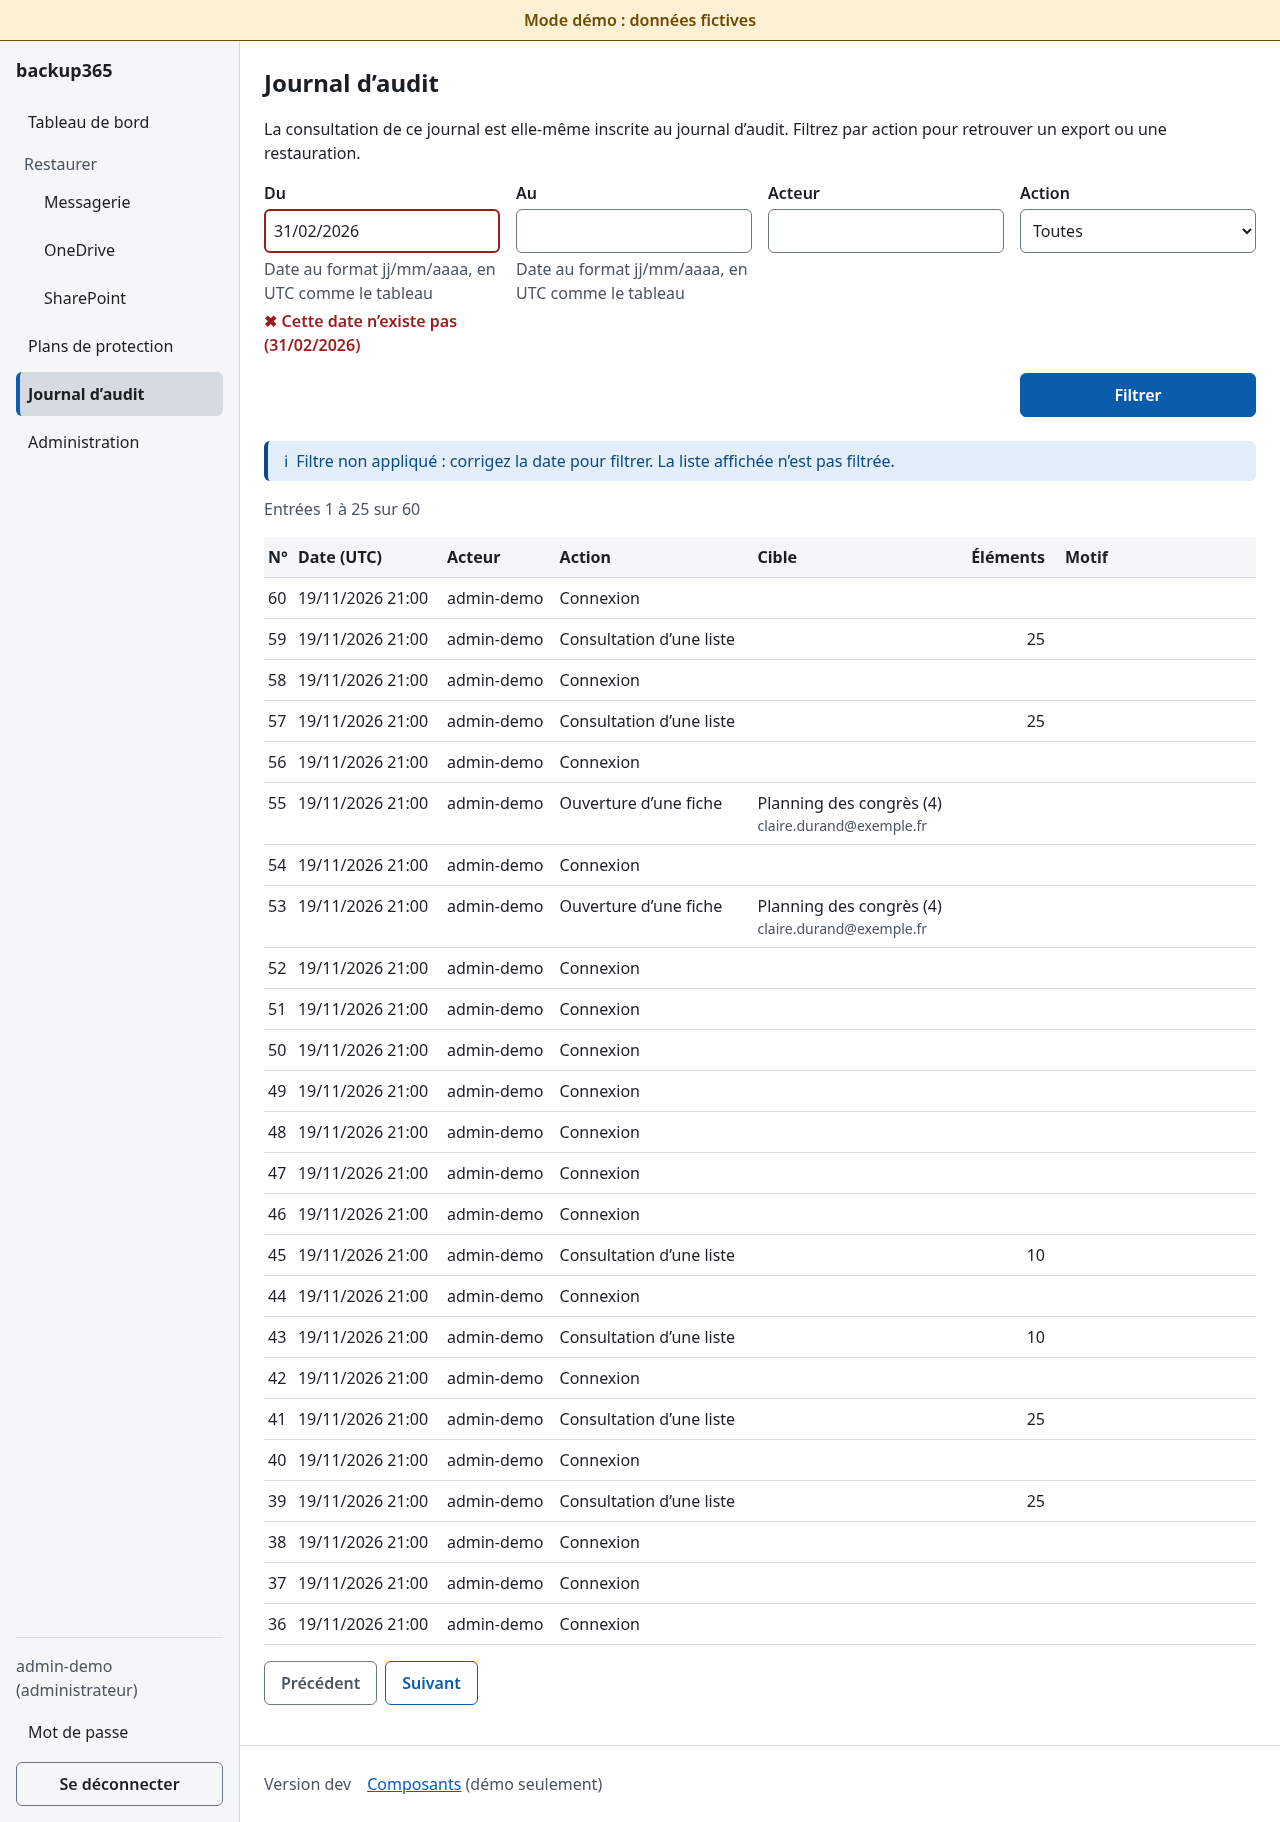 Mode démo : données fictives
backup365
Tableau de bord
Restaurer
Messagerie
OneDrive
SharePoint
Plans de protection
Journal d’audit
Administration
admin-demo
(administrateur)
Mot de passe
Se déconnecter
Journal d’audit
La consultation de ce journal est elle-même inscrite au journal d’audit. Filtrez par action pour retrouver un export ou une
restauration.
Du
31/02/2026
Date au format jj/mm/aaaa, en
UTC comme le tableau
✖ Cette date n’existe pas
(31/02/2026)
Au
Date au format jj/mm/aaaa, en
UTC comme le tableau
Acteur
Action
Toutes
Filtrer
i Filtre non appliqué : corrigez la date pour filtrer. La liste affichée n’est pas filtrée.
Entrées 1 à 25 sur 60
N° Date (UTC) Acteur Action Cible Éléments Motif
60 19/11/2026 21:00 admin-demo Connexion
59 19/11/2026 21:00 admin-demo Consultation d’une liste 25
58 19/11/2026 21:00 admin-demo Connexion
57 19/11/2026 21:00 admin-demo Consultation d’une liste 25
56 19/11/2026 21:00 admin-demo Connexion
55 19/11/2026 21:00 admin-demo Ouverture d’une fiche Planning des congrès (4)
claire.durand@exemple.fr
54 19/11/2026 21:00 admin-demo Connexion
53 19/11/2026 21:00 admin-demo Ouverture d’une fiche Planning des congrès (4)
claire.durand@exemple.fr
52 19/11/2026 21:00 admin-demo Connexion
51 19/11/2026 21:00 admin-demo Connexion
50 19/11/2026 21:00 admin-demo Connexion
49 19/11/2026 21:00 admin-demo Connexion
48 19/11/2026 21:00 admin-demo Connexion
47 19/11/2026 21:00 admin-demo Connexion
46 19/11/2026 21:00 admin-demo Connexion
45 19/11/2026 21:00 admin-demo Consultation d’une liste 10
44 19/11/2026 21:00 admin-demo Connexion
43 19/11/2026 21:00 admin-demo Consultation d’une liste 10
42 19/11/2026 21:00 admin-demo Connexion
41 19/11/2026 21:00 admin-demo Consultation d’une liste 25
40 19/11/2026 21:00 admin-demo Connexion
39 19/11/2026 21:00 admin-demo Consultation d’une liste 25
38 19/11/2026 21:00 admin-demo Connexion
37 19/11/2026 21:00 admin-demo Connexion
36 19/11/2026 21:00 admin-demo Connexion
Précédent Suivant
Version dev Composants (démo seulement)